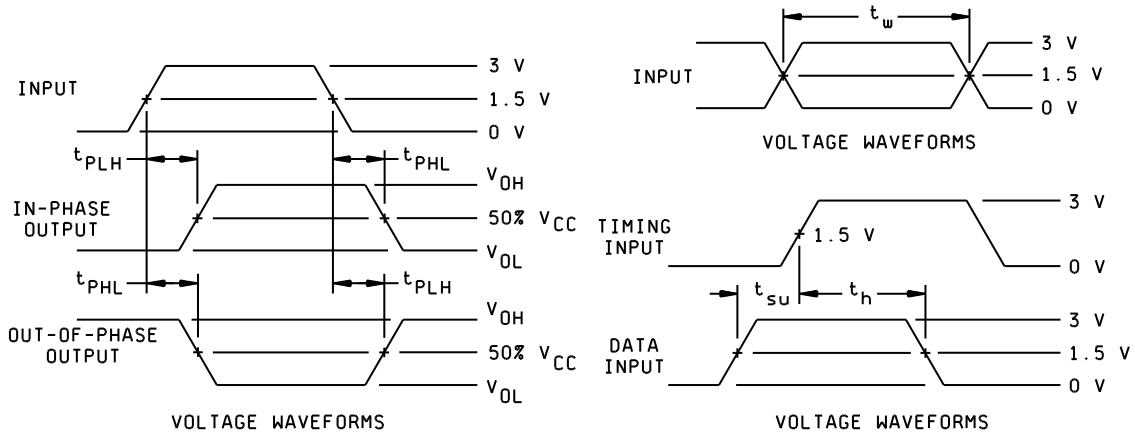 INPUT
3 V
1.5 V
0 V
tPLH
tPHL
IN-PHASE
OUTPUT
VOH
50% VCC
VOL
tPHL
tPLH
OUT-OF-PHASE
OUTPUT
VOH
50% VCC
VOL
VOLTAGE WAVEFORMS
tw
INPUT
3 V
1.5 V
0 V
VOLTAGE WAVEFORMS
TIMING
INPUT
1.5 V
3 V
0 V
tsu
th
DATA
INPUT
3 V
1.5 V
0 V
VOLTAGE WAVEFORMS